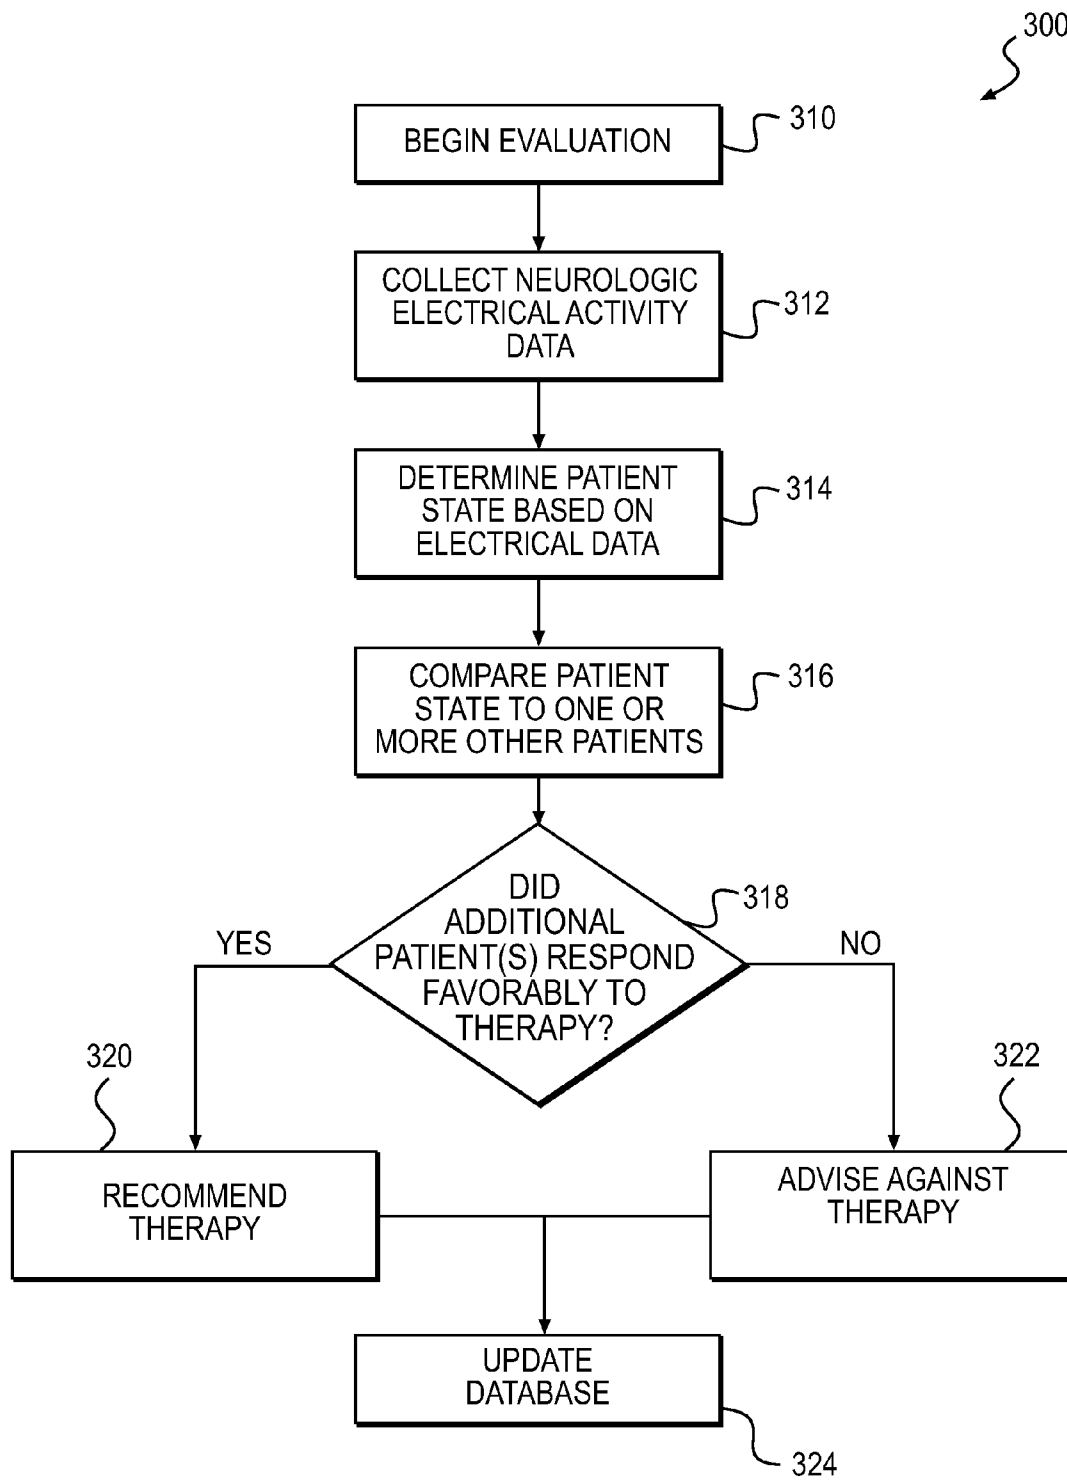 300
BEGIN EVALUATION
310
COLLECT NEUROLOGIC
ELECTRICAL ACTIVITY
DATA
312
DETERMINE PATIENT
STATE BASED ON
ELECTRICAL DATA
314
COMPARE PATIENT
STATE TO ONE OR
MORE OTHER PATIENTS
316
DID
ADDITIONAL
PATIENT(S) RESPOND
FAVORABLY TO
THERAPY?
318
YES
NO
320
RECOMMEND
THERAPY
322
ADVISE AGAINST
THERAPY
UPDATE
DATABASE
324